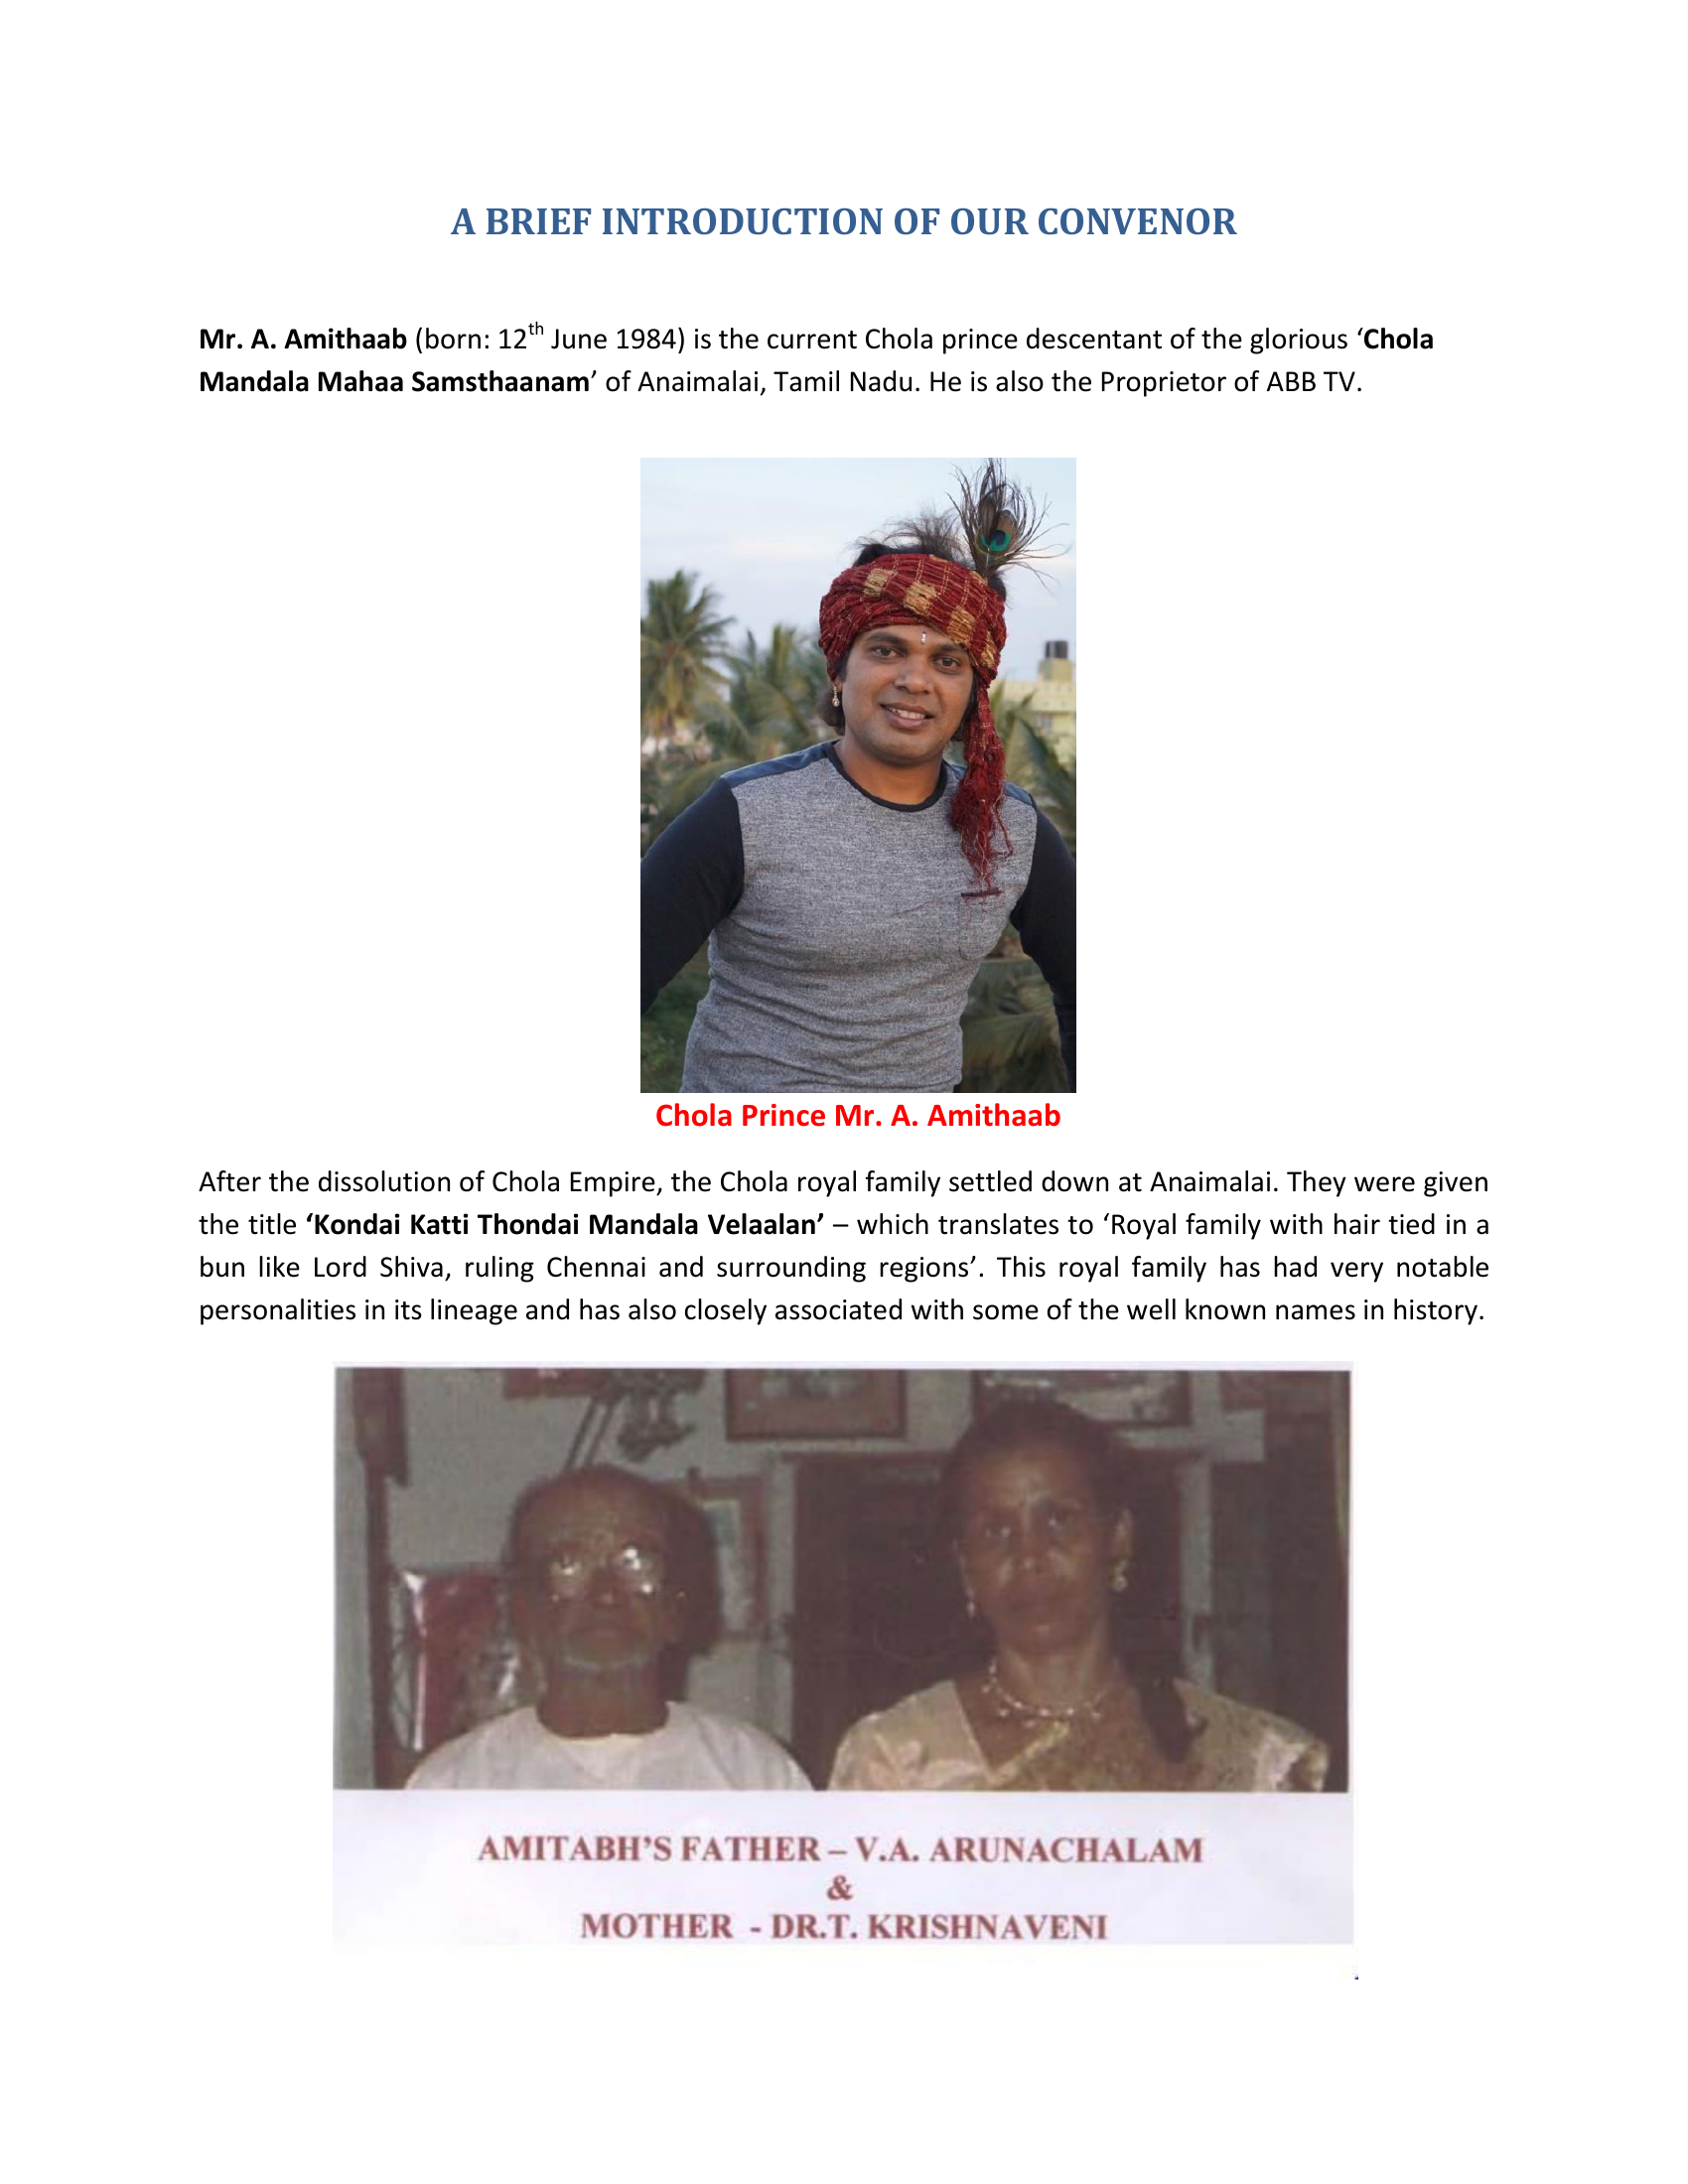 A BRIEF INTRODUCTION OF OUR CONVENOR
Mr. A. Amithaab (born: 12th June 1984) is the current Chola prince descentant of the glorious ‘Chola
Mandala Mahaa Samsthaanam’ of Anaimalai, Tamil Nadu. He is also the Proprietor of ABB TV.
Chola Prince Mr. A. Amithaab
After the dissolution of Chola Empire, the Chola royal family settled down at Anaimalai. They were given
the title ‘Kondai Katti Thondai Mandala Velaalan’ – which translates to ‘Royal family with hair tied in a
bun like Lord Shiva, ruling Chennai and surrounding regions’. This royal family has had very notable
personalities in its lineage and has also closely associated with some of the well known names in history.
AMITABH’S FATHER – V.A. ARUNACHALAM
&
MOTHER - DR.T. KRISHNAVENI